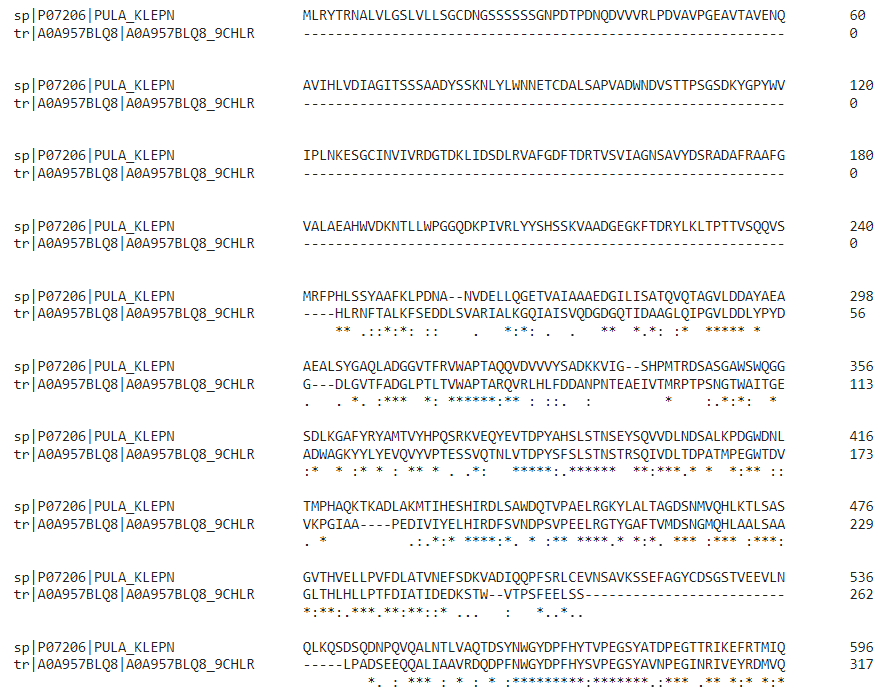 sp|P07206|PULA_KLEPN MLRYTRNALVLGSLVLLSGCDNGSSSSSSGNPDTPDNQDVVVRLPDVAVPGEAVTAVENQ 60
tr|A0A957BLQ8|A0A957BLQ8_9CHLR ------------------------------------------------------------ 0
sp|P07206|PULA_KLEPN AVIHLVDIAGITSSSAADYSSKNLYLWNNETCDALSAPVADWNDVSTTPSGSDKYGPYWV 120
tr|A0A957BLQ8|A0A957BLQ8_9CHLR ------------------------------------------------------------ 0
sp|P07206|PULA_KLEPN IPLNKESGCINVIVRDGTDKLIDSDLRVAFGDFTDRTVSVIAGNSAVYDSRADAFRAAFG 180
tr|A0A957BLQ8|A0A957BLQ8_9CHLR ------------------------------------------------------------ 0
sp|P07206|PULA_KLEPN VALAEAHWVDKNTLLWPGGQDKPIVRLYYSHSSKVAADGEGKFTDRYLKLTPTTVSQQVS 240
tr|A0A957BLQ8|A0A957BLQ8_9CHLR ------------------------------------------------------------ 0
sp|P07206|PULA_KLEPN MRFPHLSSYAAFKLPDNA--NVDELLQGETVAIAAAEDGILISATQVQTAGVLDDAYAEA 298
tr|A0A957BLQ8|A0A957BLQ8_9CHLR ----HLRNFTALKFSEDDLSVARIALKGQIAISVQDGDGQTIDAAGLQIPGVLDDLYPYD 56
** .::*:*: :: . *:*: . . ** *.*: :* ***** *
sp|P07206|PULA_KLEPN AEALSYGAQLADGGVTFRVWAPTAQQVDVVVYSADKKVIG--SHPMTRDSASGAWSWQGG 356
tr|A0A957BLQ8|A0A957BLQ8_9CHLR G---DLGVTFADGLPTLTVWAPTARQVRLHLFDDANPNTEAEIVTMRPTPSNGTWAITGE 113
. . *. :*** *: ******:** : ::. : * :.*:*: *
sp|P07206|PULA_KLEPN SDLKGAFYRYAMTVYHPQSRKVEQYEVTDPYAHSLSTNSEYSQVVDLNDSALKPDGWDNL 416
tr|A0A957BLQ8|A0A957BLQ8_9CHLR ADWAGKYYLYEVQVYVPTESSVQTNLVTDPYSFSLSTNSTRSQIVDLTDPATMPEGWTDV 173
:* * :* * : ** * . .*: *****:.****** **:***.* * *:** ::
sp|P07206|PULA_KLEPN TMPHAQKTKADLAKMTIHESHIRDLSAWDQTVPAELRGKYLALTAGDSNMVQHLKTLSAS 476
tr|A0A957BLQ8|A0A957BLQ8_9CHLR VKPGIAA----PEDIVIYELHIRDFSVNDPSVPEELRGTYGAFTVMDSNGMQHLAALSAA 229
. * .:.*:* ****:*. * :** ****.* *:*. *** :*** :***:
sp|P07206|PULA_KLEPN GVTHVELLPVFDLATVNEFSDKVADIQQPFSRLCEVNSAVKSSEFAGYCDSGSTVEEVLN 536
tr|A0A957BLQ8|A0A957BLQ8_9CHLR GLTHLHLLPTFDIATIDEDKSTW--VTPSFEELSS------------------------- 262
*:**:.***.**:**::* ... : *..*..
sp|P07206|PULA_KLEPN QLKQSDSQDNPQVQALNTLVAQTDSYNWGYDPFHYTVPEGSYATDPEGTTRIKEFRTMIQ 596
tr|A0A957BLQ8|A0A957BLQ8_9CHLR -----LPADSEEQQALIAAVRDQDPFNWGYDPFHYSVPEGSYAVNPEGINRIVEYRDMVQ 317
*. : *** : * : * :*********:*******.:*** .** *:* *:*